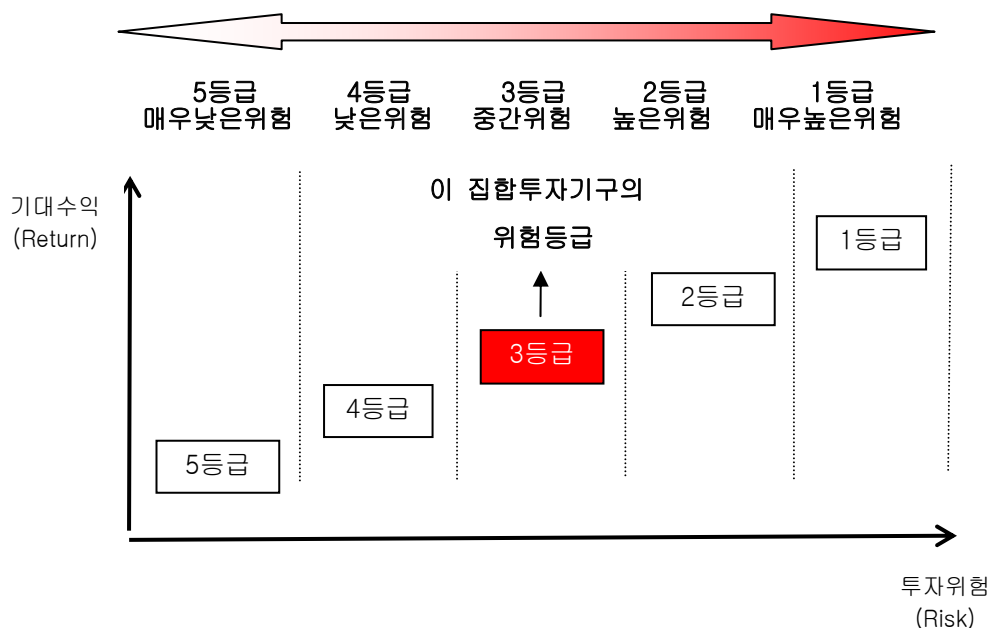 5등급
매우낮은위험
4등급
낮은위험
3등급
중간위험
2등급
높은위험
1등급
매우높은위험
기대수익
(Return)
이 집합투자기구의
위험등급
1등급
2등급
3등급
4등급
5등급
투자위험
(Risk)